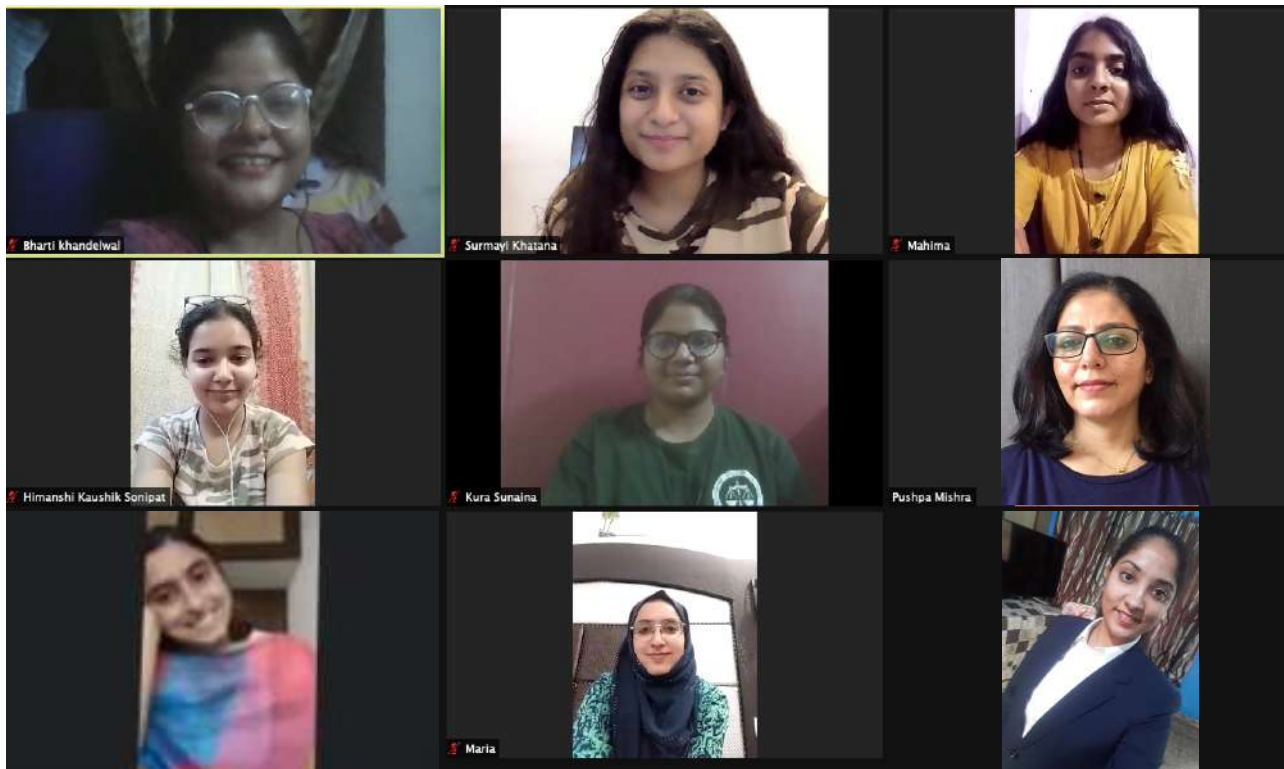 Bharti khandelwal
Surmayi Khatana
Mahima
Himanshi Kaushik Sonipat
Kura Sunaina
Pushpa Mishra
Maria